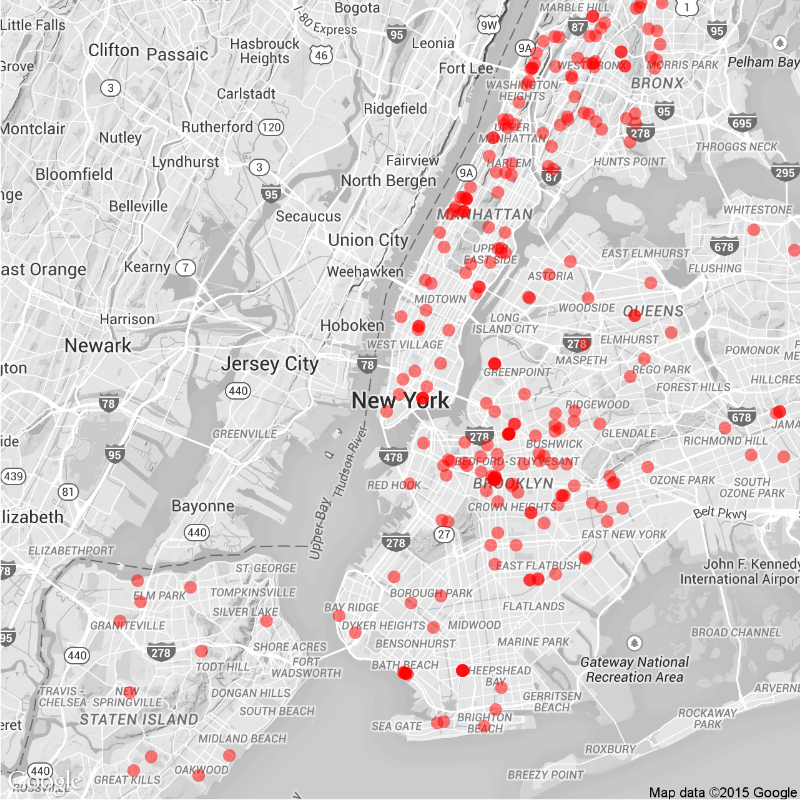 Little Falls
Bogota
I-80 Express
95
9W
MARBLE HILL
1
87
95
Clifton
Passaic
Hasbrouck
Heights
46
Leonia
9A
Fort Lee
WEST BRONX
MORRIS PARK
Pelham Bay
Grove
3
Carlstadt
WASHINGTON
HEIGHTS
BRONX
Ridgefield
95
Montclair
Nutley
Rutherford
120
UPPER
MANHATTAN
278
695
THROGGS NECK
Lyndhurst
3
Fairview
North Bergen
9A
HARLEM
87
HUNTS POINT
295
Bloomfield
95
Belleville
Secaucus
MANHATTAN
WHITESTONE
Union City
UPPER
EAST SIDE
678
EAST ELMHURST
FLUSHING
East Orange
Kearny
7
Weehawken
ASTORIA
MIDTOWN
WOODSIDE
QUEENS
Harrison
Hoboken
LONG
ISLAND CITY
Newark
WEST VILLAGE
278
ELMHURST
MASPETH
POMONOK
Jersey City
78
GREENPOINT
REGO PARK
FOREST HILLS
HILLCREST
440
78
New York
RIDGEWOOD
678
JAMA
GREENVILLE
278
BUSHWICK
GLENDALE
RICHMOND HILL
95
478
BEDFORD-STUYVESANT
439
81
RED HOOK
BROOKLYN
OZONE PARK
SOUTH
OZONE PARK
Hudson River
Bayonne
CROWN HEIGHTS
Belt Pkwy
Elizabeth
440
Upper Bay
27
EAST NEW YORK
278
ELIZABETHPORT
78
ST. GEORGE
EAST FLATBUSH
John F. Kennedy
International Airport
ELM PARK
TOMPKINSVILLE
BOROUGH PARK
SILVER LAKE
BAY RIDGE
FLATLANDS
GRANITEVILLE
DYKER HEIGHTS
MIDWOOD
BROAD CHANNEL
95
440
278
SHORE ACRES
BENSONHURST
MARINE PARK
TODT HILL
FORT
WADSWORTH
BATH BEACH
SHEEPSHEAD
BAY
Gateway National
Recreation Area
TRAVIS -
CHELSEA
NEW
SPRINGVILLE
DONGAN HILLS
GERRITSEN
BEACH
ARVERNE
STATEN ISLAND
SOUTH BEACH
SEA GATE
BRIGHTON
BEACH
ROCKAWAY
PARK
MIDLAND BEACH
ROXBURY
440
GREAT KILLS
OAKWOOD
BREEZY POINT
Google
ROSSVILLE
Map data ©2015 Google